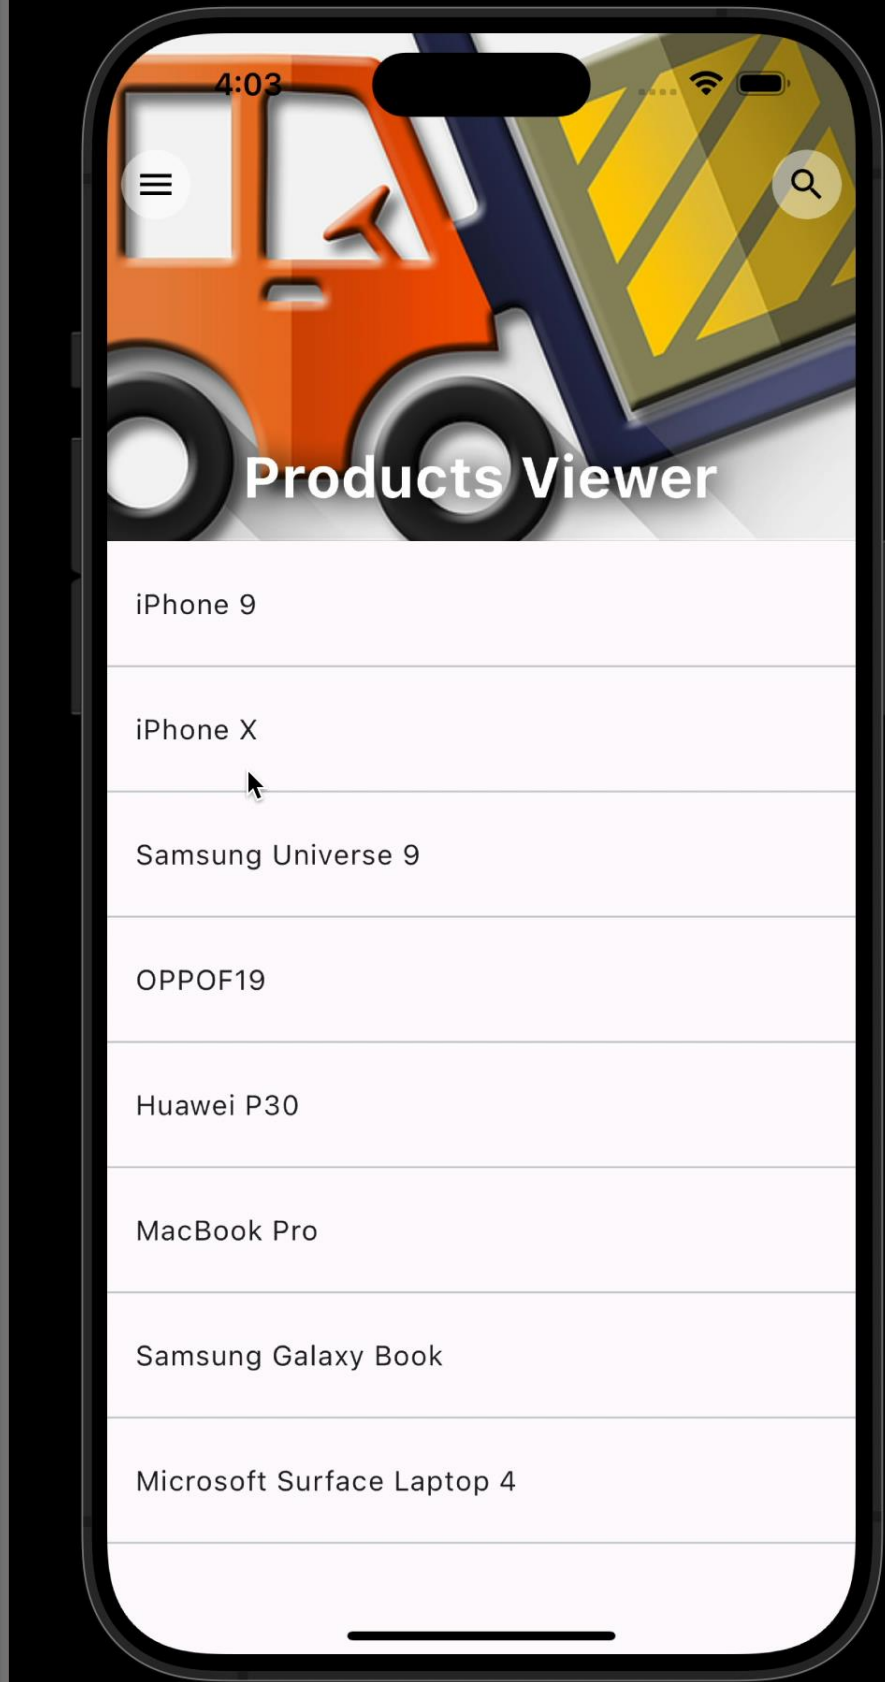 4:03
Products Viewer
iPhone 9
iPhone X
Samsung Universe 9
OPPOF19
Huawei P30
MacBook Pro
Samsung Galaxy Book
Microsoft Surface Laptop 4